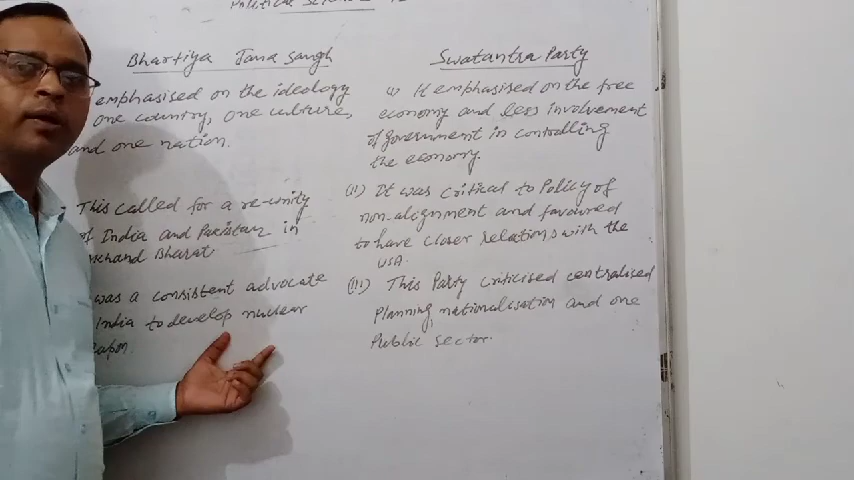 Political Science
Bhartiya Jana Sangh
emphasised on the ideology
one country, one culture,
and one nation.
This called for a re-unity
of India and Pakistan in
Akhand Bharat
was a consistent advocate
India to develop nuclear
Swatantra Party
(i) It emphasised on the free
economy and less involvement
of government in controlling
the economy.
(ii) It was critical to Policy of
non-alignment and favoured
to have closer relations with the
USA.
(iii) This Party criticised centralised
Planning, nationalisation and one
Public sector.